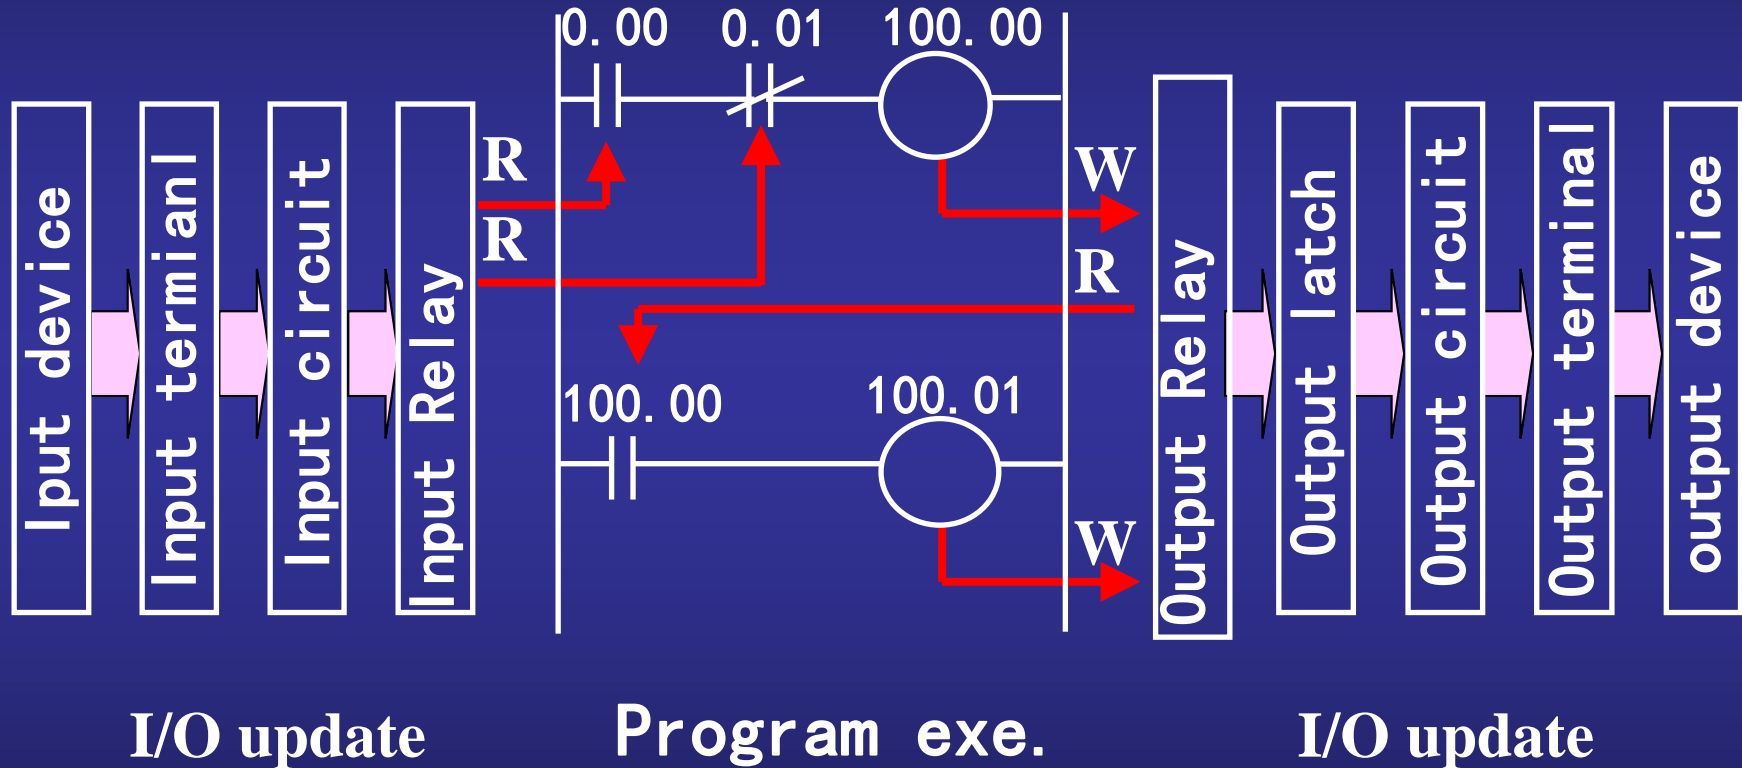 0.00 0.01 100.00
Iput device
Input termianl
Input circuit
Input Relay
R
R
W
R
100.00 100.01
W
Output Relay
Output latch
Output circuit
Output terminal
output device
I/O update Program exe. I/O update